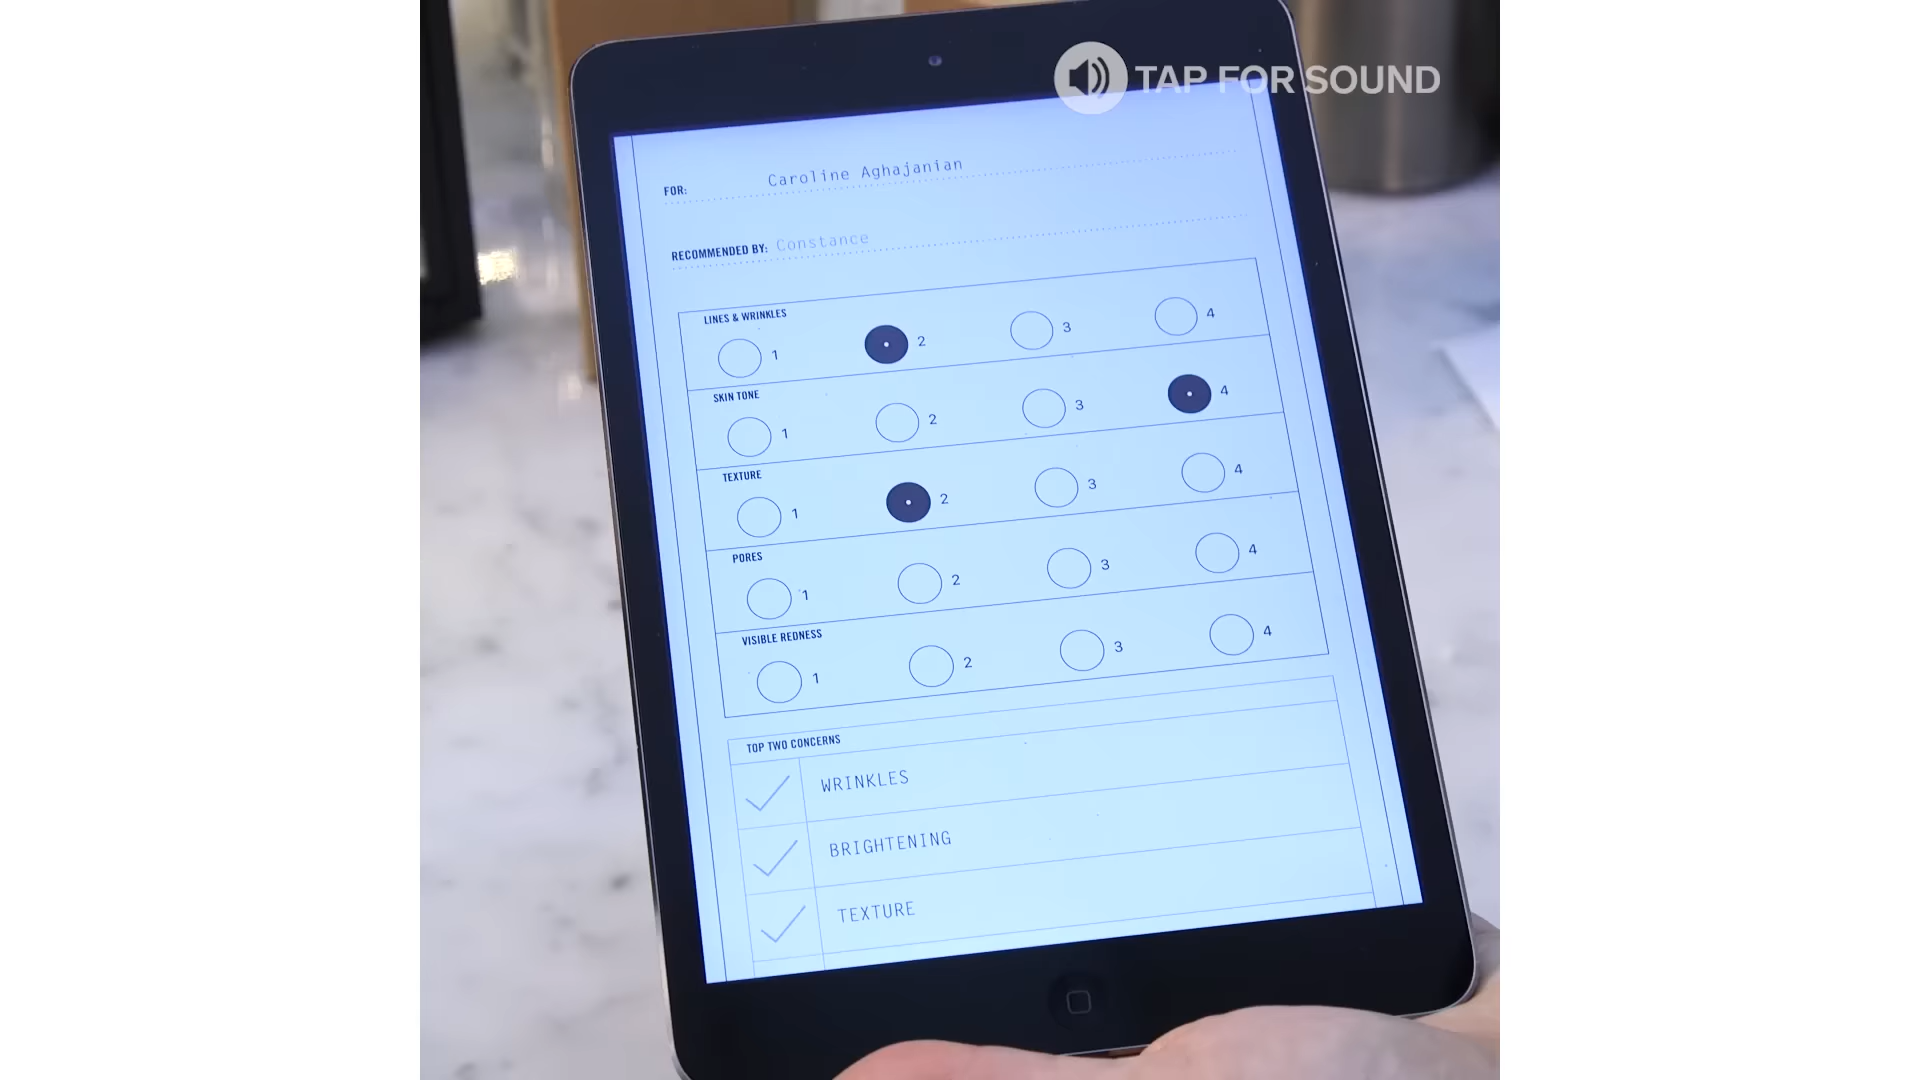 TAP FOR SOUND
FOR: Caroline Aghajanian
RECOMMENDED BY: Constance
LINES & WRINKLES
1 2 3 4
SKIN TONE
1 2 3 4
TEXTURE
1 2 3 4
PORES
1 2 3 4
VISIBLE REDNESS
1 2 3 4
TOP TWO CONCERNS
WRINKLES
BRIGHTENING
TEXTURE